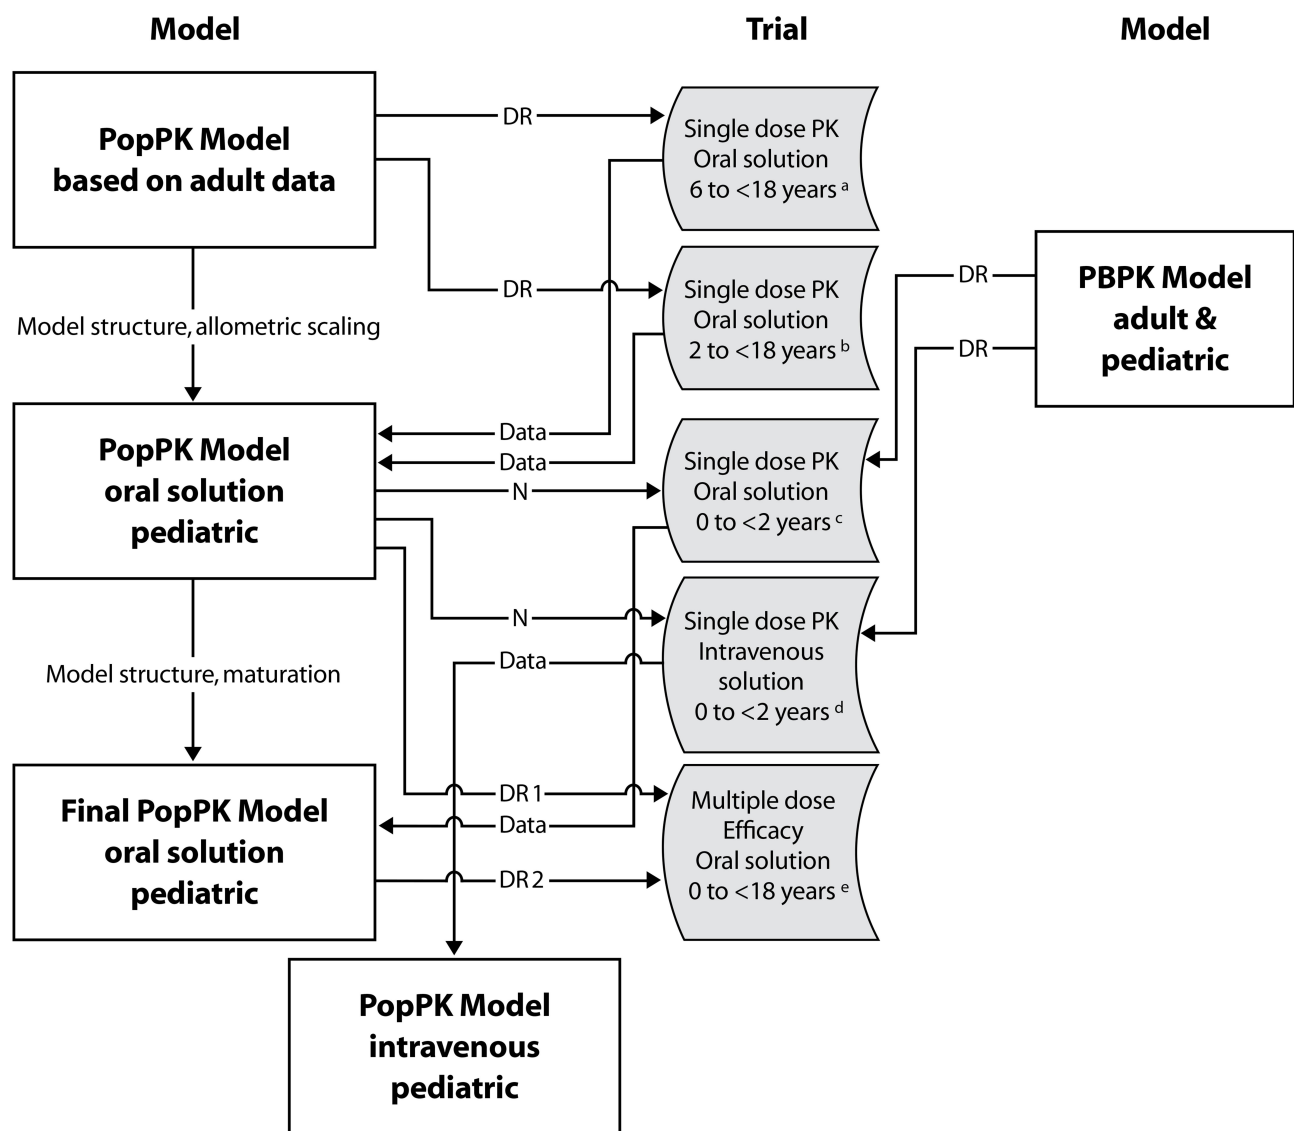 Model
Trial
Model
PopPK Model
based on adult data
DR
DR
Single dose PK
Oral solution
6 to <18 years a
Single dose PK
Oral solution
2 to <18 years b
DR
DR
PBPK Model
adult &
pediatric
Model structure, allometric scaling
PopPK Model
oral solution
pediatric
Data
Data
N
Single dose PK
Oral solution
0 to <2 years c
N
Data
Single dose PK
Intravenous
solution
0 to <2 years d
Model structure, maturation
Final PopPK Model
oral solution
pediatric
DR1
Data
DR2
Multiple dose
Efficacy
Oral solution
0 to <18 years e
PopPK Model
intravenous
pediatric